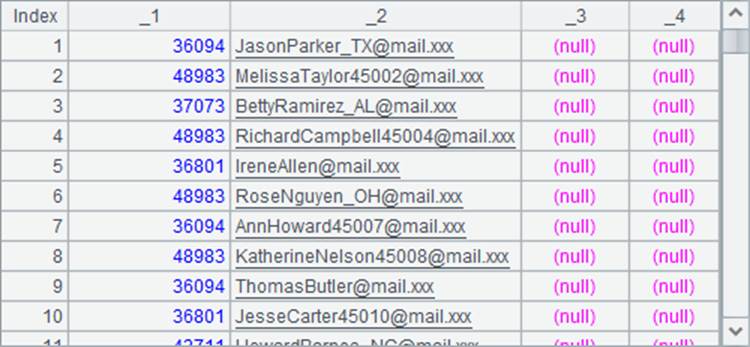 Index _1 _2 _3 _4
1 36094 JasonParker_TX@mail.xxx (null) (null)
2 48983 MelissaTaylor45002@mail.xxx (null) (null)
3 37073 BettyRamirez_AL@mail.xxx (null) (null)
4 48983 RichardCampbell45004@mail.xxx (null) (null)
5 36801 IreneAllen@mail.xxx (null) (null)
6 48983 RoseNguyen_OH@mail.xxx (null) (null)
7 36094 AnnHoward45007@mail.xxx (null) (null)
8 48983 KatherineNelson45008@mail.xxx (null) (null)
9 36094 ThomasButler@mail.xxx (null) (null)
10 36801 JesseCarter45010@mail.xxx (null) (null)
11